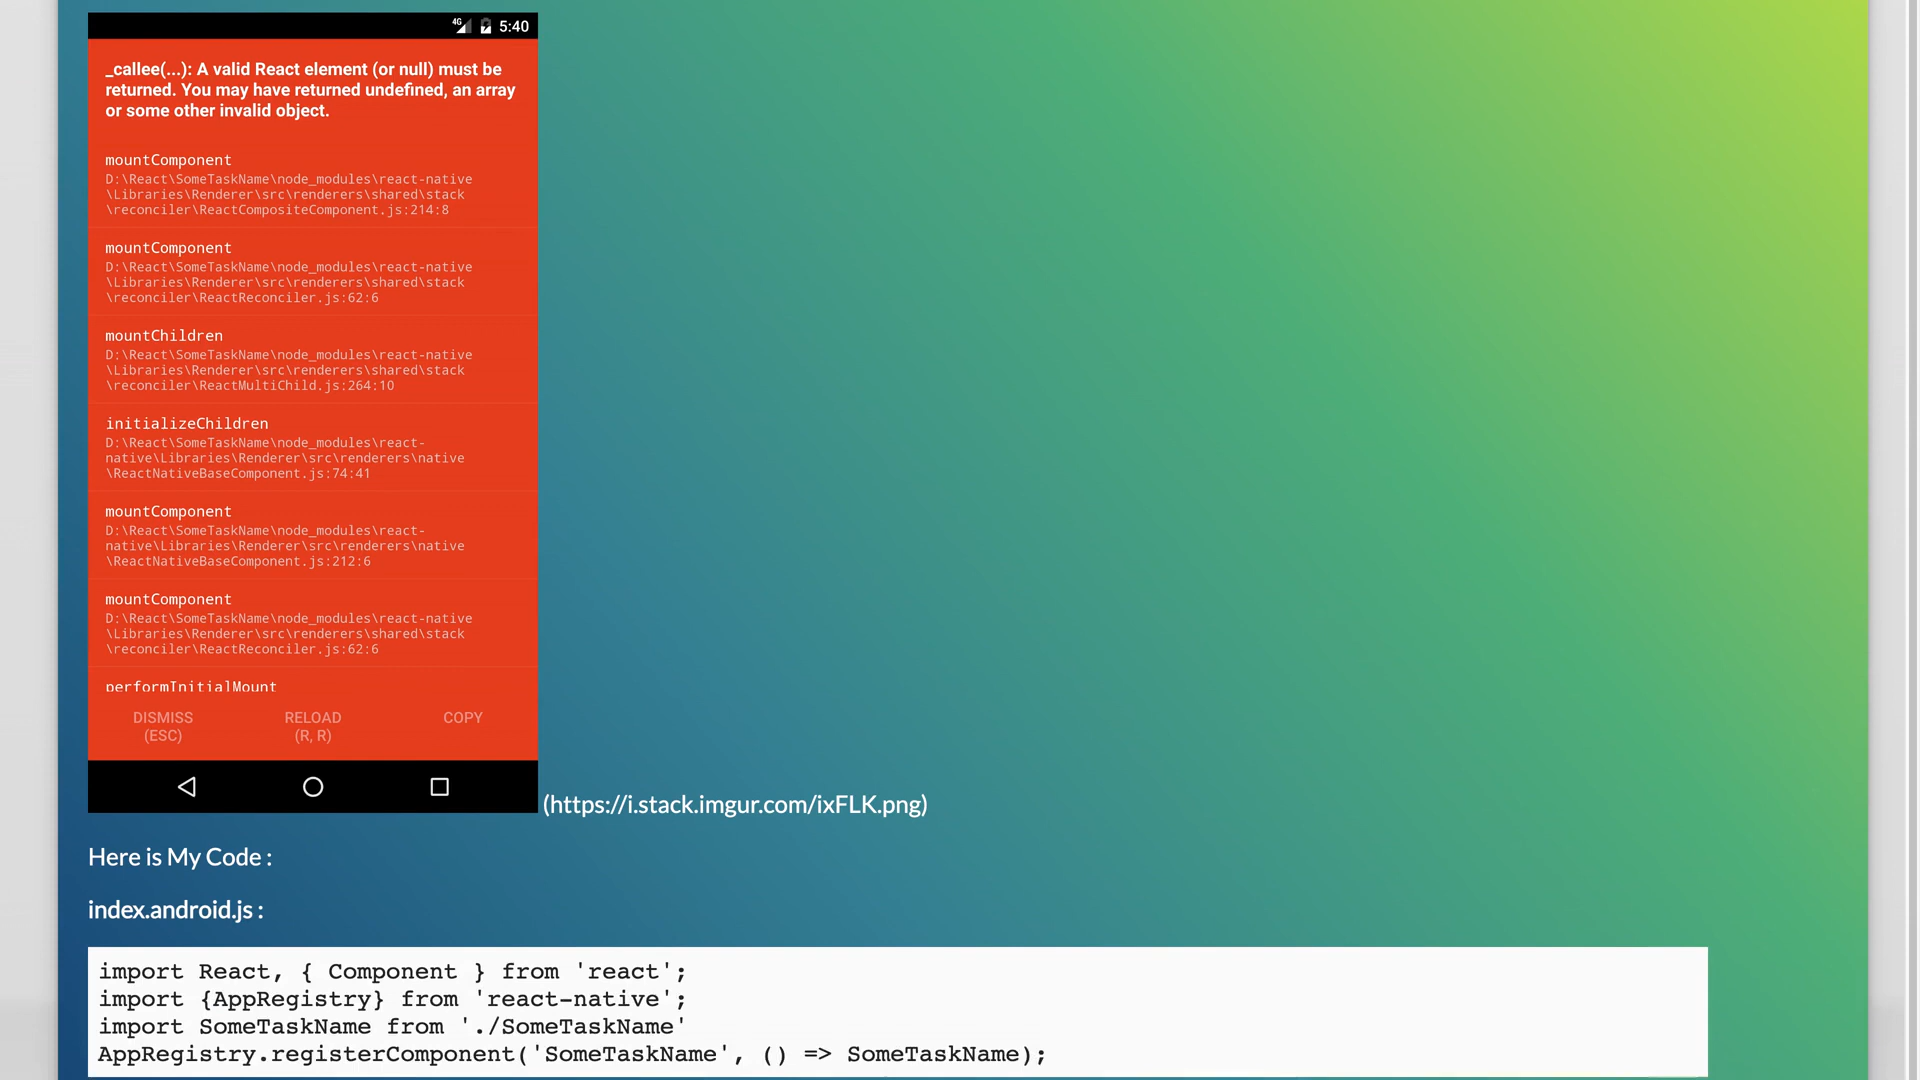 4G 5:40
_callee(...): A valid React element (or null) must be
returned. You may have returned undefined, an array
or some other invalid object.
mountComponent
D:\React\SomeTaskName\node_modules\react-native
\Libraries\Renderer\src\renderers\shared\stack
\reconciler\ReactCompositeComponent.js:214:8
mountComponent
D:\React\SomeTaskName\node_modules\react-native
\Libraries\Renderer\src\renderers\shared\stack
\reconciler\ReactReconciler.js:62:6
mountChildren
D:\React\SomeTaskName\node_modules\react-native
\Libraries\Renderer\src\renderers\shared\stack
\reconciler\ReactMultiChild.js:264:10
initializeChildren
D:\React\SomeTaskName\node_modules\react-
native\Libraries\Renderer\src\renderers\native
\ReactNativeBaseComponent.js:74:41
mountComponent
D:\React\SomeTaskName\node_modules\react-
native\Libraries\Renderer\src\renderers\native
\ReactNativeBaseComponent.js:212:6
mountComponent
D:\React\SomeTaskName\node_modules\react-native
\Libraries\Renderer\src\renderers\shared\stack
\reconciler\ReactReconciler.js:62:6
performInitialMount
DISMISS RELOAD COPY
(ESC) (R, R)
(https://i.stack.imgur.com/ixFLK.png)
Here is My Code :
index.android.js :
import React, { Component } from 'react';
import {AppRegistry} from 'react-native';
import SomeTaskName from './SomeTaskName'
AppRegistry.registerComponent('SomeTaskName', () => SomeTaskName);